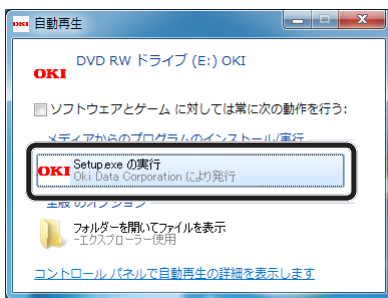 OKI 自動再生
DVD RW ドライブ (E:) OKI
OKI
ソフトウェアとゲーム に対しては常に次の動作を行う:
メディアからのプログラムのインストール/実行
OKI Setup.exe の実行
Oki Data Corporation により発行
全般 のオプション
フォルダーを開いてファイルを表示
-エクスプローラー使用
コントロール パネルで自動再生の詳細を表示します